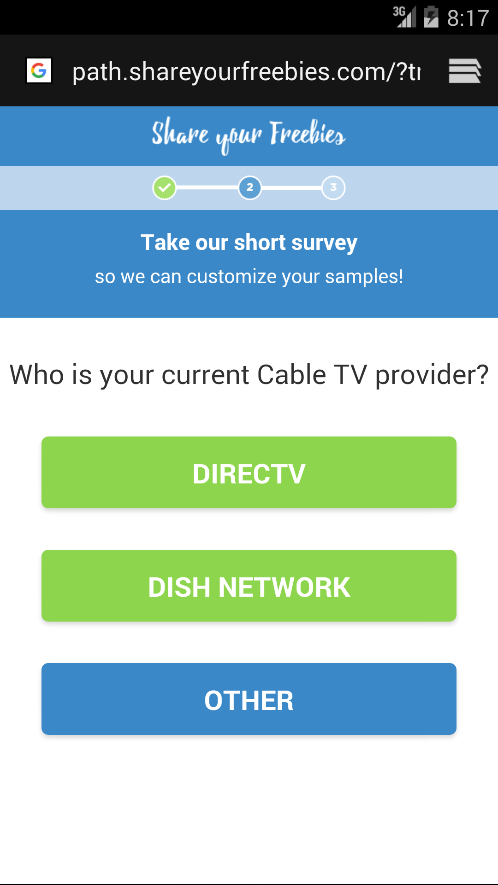 3G 8:17
G path.shareyourfreebies.com/?tr
Share your Freebies
2 3
Take our short survey
so we can customize your samples!
Who is your current Cable TV provider?
DIRECTV
DISH NETWORK
OTHER